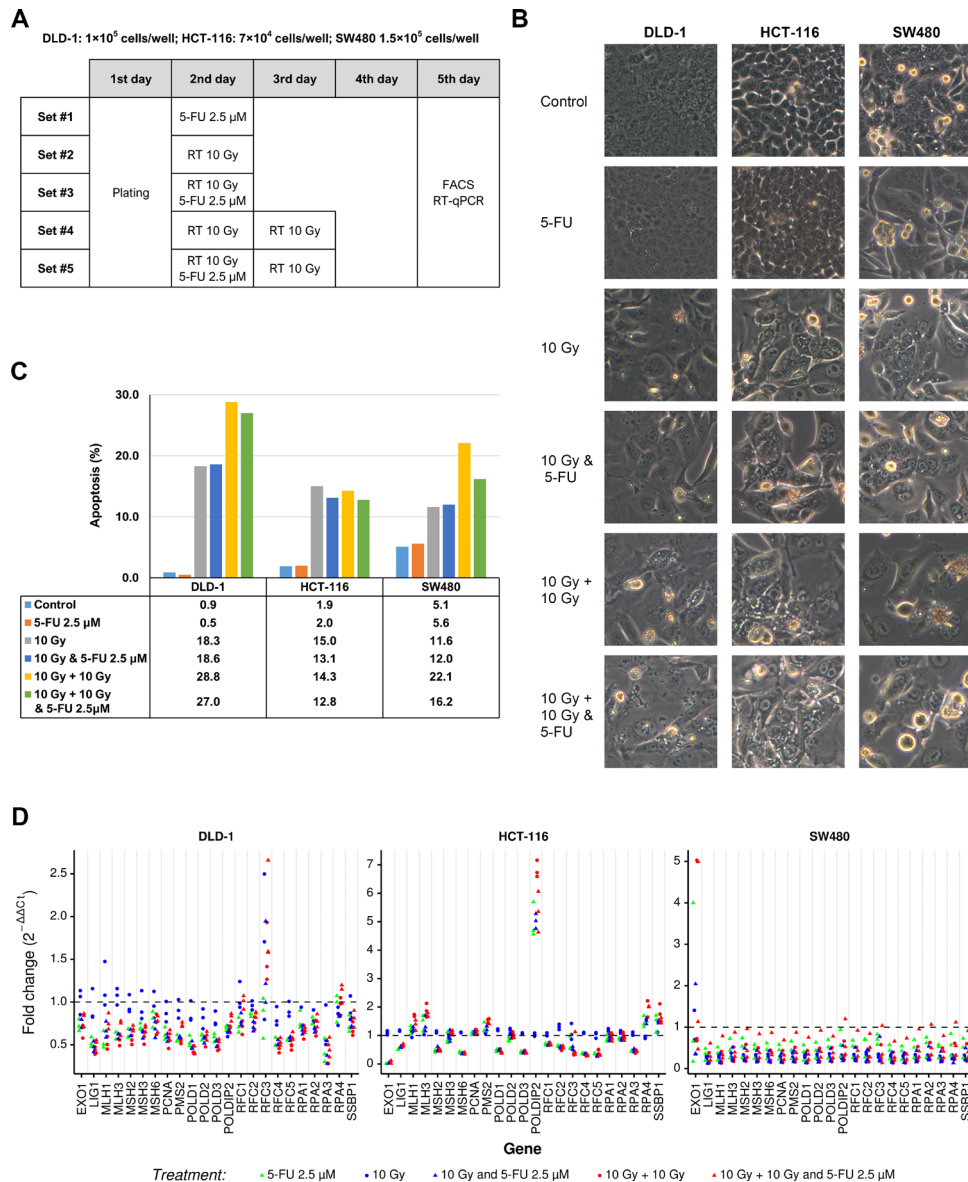 A
DLD-1: 1×10⁵ cells/well; HCT-116: 7×10⁴ cells/well; SW480 1.5×10⁵ cells/well
1st day 2nd day 3rd day 4th day 5th day
Set #1 5-FU 2.5 µM
Set #2 RT 10 Gy
Set #3 RT 10 Gy
5-FU 2.5 µM
Plating
FACS
RT-qPCR
Set #4 RT 10 Gy RT 10 Gy
Set #5 RT 10 Gy
5-FU 2.5 µM
RT 10 Gy
B
DLD-1 HCT-116 SW480
Control
5-FU
10 Gy
10 Gy &
5-FU
10 Gy +
10 Gy
10 Gy +
10 Gy &
5-FU
C
Apoptosis (%)
30.0
20.0
10.0
0.0
DLD-1 HCT-116 SW480
Control 0.9 1.9 5.1
5-FU 2.5 µM 0.5 2.0 5.6
10 Gy 18.3 15.0 11.6
10 Gy & 5-FU 2.5 µM 18.6 13.1 12.0
10 Gy + 10 Gy 28.8 14.3 22.1
10 Gy + 10 Gy
& 5-FU 2.5µM 27.0 12.8 16.2
D
DLD-1
Fold change (2^−ΔΔCt)
2.5
2.0
1.5
1.0
0.5
EXO1 LIG1 MLH1 MLH3 MSH2 MSH3 MSH6 PCNA PMS2 POLD1 POLD2 POLD3 POLDIP2 RFC1 RFC2 RFC3 RFC4 RFC5 RPA1 RPA2 RPA3 RPA4 SSBP1
HCT-116
7
6
5
4
3
2
1
0
EXO1 LIG1 MLH1 MLH3 MSH2 MSH3 MSH6 PCNA PMS2 POLD1 POLD2 POLD3 POLDIP2 RFC1 RFC2 RFC3 RFC4 RFC5 RPA1 RPA2 RPA3 RPA4 SSBP1
SW480
5
4
3
2
1
0
EXO1 LIG1 MLH1 MLH3 MSH2 MSH3 MSH6 PCNA PMS2 POLD1 POLD2 POLD3 POLDIP2 RFC1 RFC2 RFC3 RFC4 RFC5 RPA1 RPA2 RPA3 RPA4 SSBP1
Gene
Treatment: 5-FU 2.5 µM 10 Gy 10 Gy and 5-FU 2.5 µM 10 Gy + 10 Gy 10 Gy + 10 Gy and 5-FU 2.5 µM